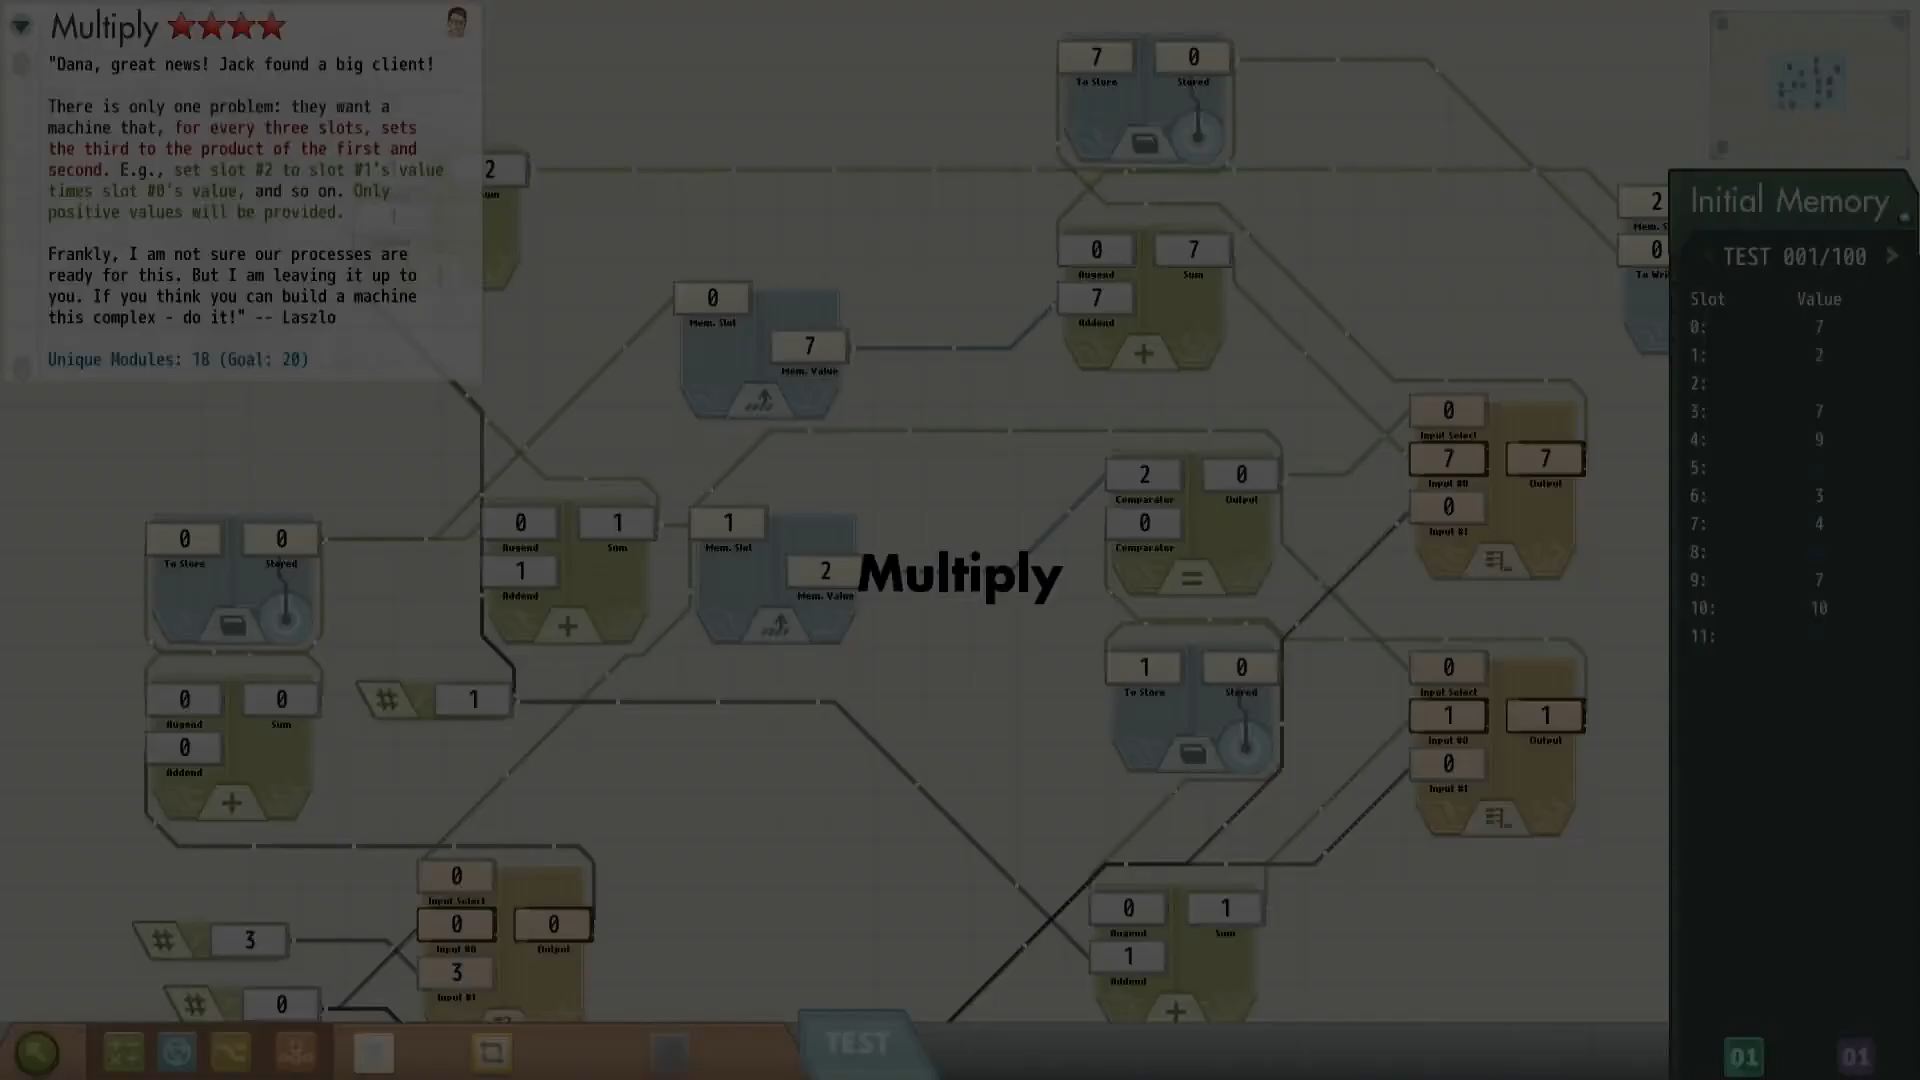 Multiply
"Dana, great news! Jack found a big client!
There is only one problem: they want a
machine that, for every three slots, sets
the third to the product of the first and
second. E.g., set slot #2 to slot #1's value
times slot #0's value, and so on. Only
positive values will be provided.
Frankly, I am not sure our processes are
ready for this. But I am leaving it up to
you. If you think you can build a machine
this complex - do it!" -- Laszlo
Unique Modules: 18 (Goal: 20)
7 0
To Store Stored
2
0 7
Augend Sum
7
Addend
0
Mem. Slot
7
Mem. Value
2
0
0
Input Select
7 7
Input #0 Output
0
Input #1
2 0
Comparator Output
0
Comparator
0 0
To Store Stored
0 1
Augend Sum
1
Addend
1
Mem. Slot
2
Mem. Value
Multiply
1 0
To Store Stored
0
Input Select
1 1
Input #0 Output
0
Input #1
0 0
Augend Sum
0
Addend
# 1
0
Input Select
0 0
Input #0 Output
3
Input #1
# 3
# 0
0 1
Augend Sum
1
Addend
TEST
Initial Memory
TEST 001/100 >
Slot Value
0: 7
1: 2
2:
3: 7
4: 9
5:
6: 3
7: 4
8:
9: 7
10: 10
11:
01 01